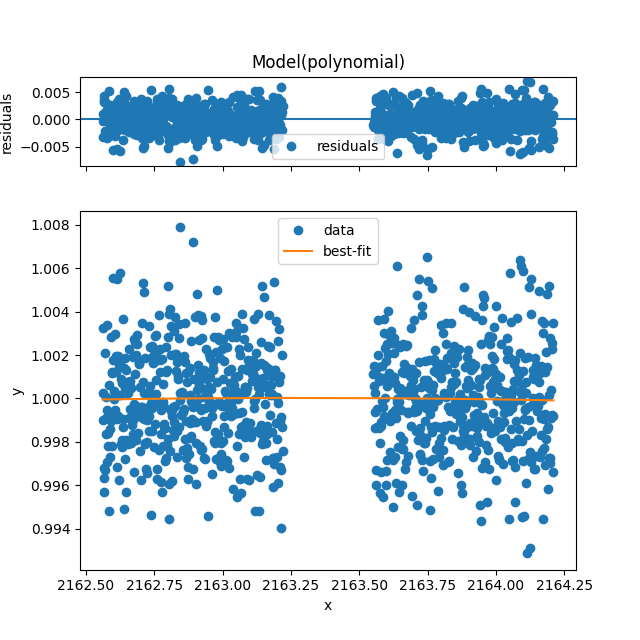 Model(polynomial)
residuals
0.005
0.000
−0.005
residuals
y
1.008
1.006
1.004
1.002
1.000
0.998
0.996
0.994
data
best-fit
2162.50 2162.75 2163.00 2163.25 2163.50 2163.75 2164.00 2164.25
x